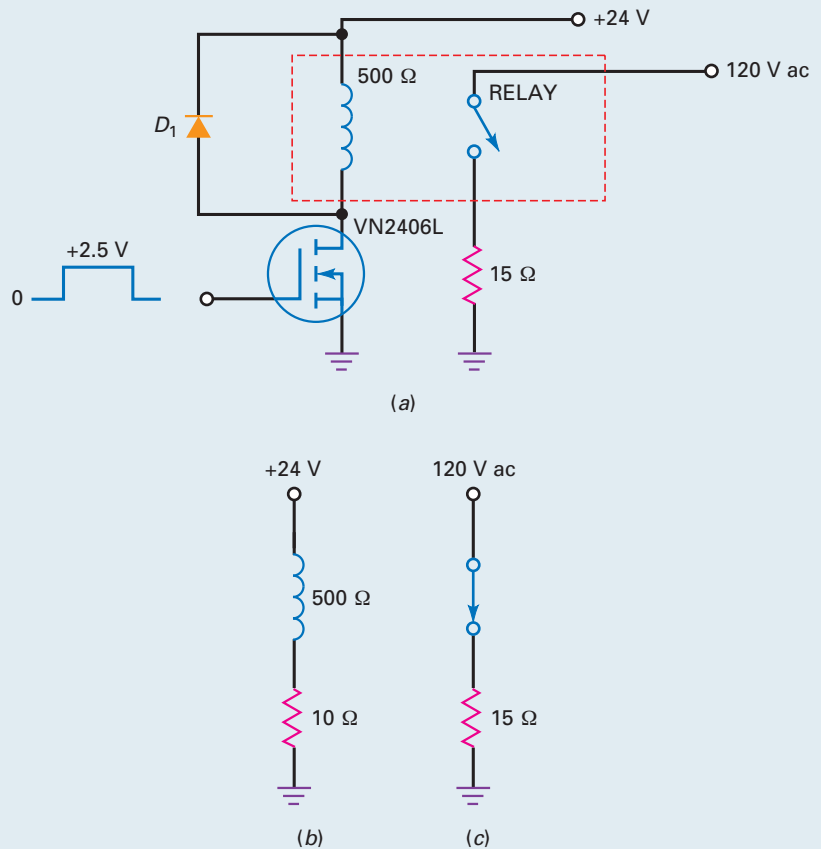 +24 V
500 Ω
120 V ac
RELAY
D1
VN2406L
+2.5 V
0
15 Ω
(a)
+24 V
120 V ac
500 Ω
10 Ω
15 Ω
(b)
(c)